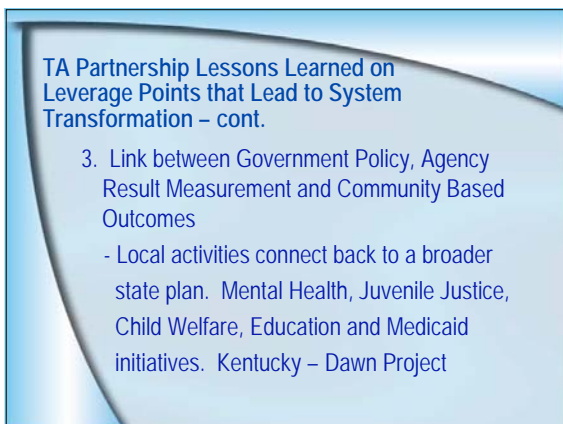 TA Partnership Lessons Learned on
Leverage Points that Lead to System
Transformation – cont.
3. Link between Government Policy, Agency
Result Measurement and Community Based
Outcomes
- Local activities connect back to a broader
state plan. Mental Health, Juvenile Justice,
Child Welfare, Education and Medicaid
initiatives. Kentucky – Dawn Project